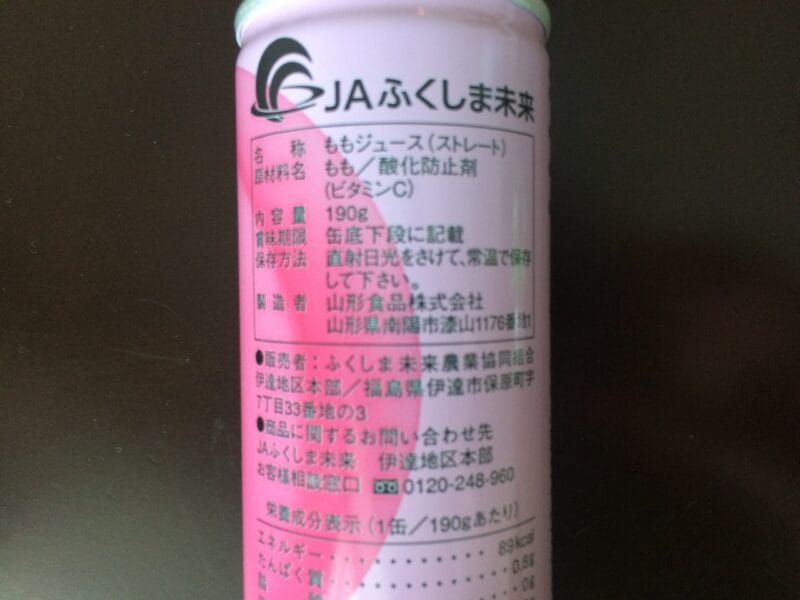 JAふくしま未来
名称 ももジュース(ストレート)
原材料名 もも/酸化防止剤
(ビタミンC)
内容量 190g
賞味期限 缶底下段に記載
保存方法 直射日光をさけて、常温で保存
して下さい。
製造者 山形食品株式会社
山形県南陽市漆山1176番地1
●販売者:ふくしま未来農業協同組合
伊達地区本部/福島県伊達市保原町字
7丁目33番地の3
●商品に関するお問い合わせ先
JAふくしま未来 伊達地区本部
お客様相談窓口 0120-248-960
栄養成分表示(1缶/190gあたり)
エネルギー・・・・・・・・・・89kcal
たんぱく質・・・・・・・・・・0.8g
脂 0g